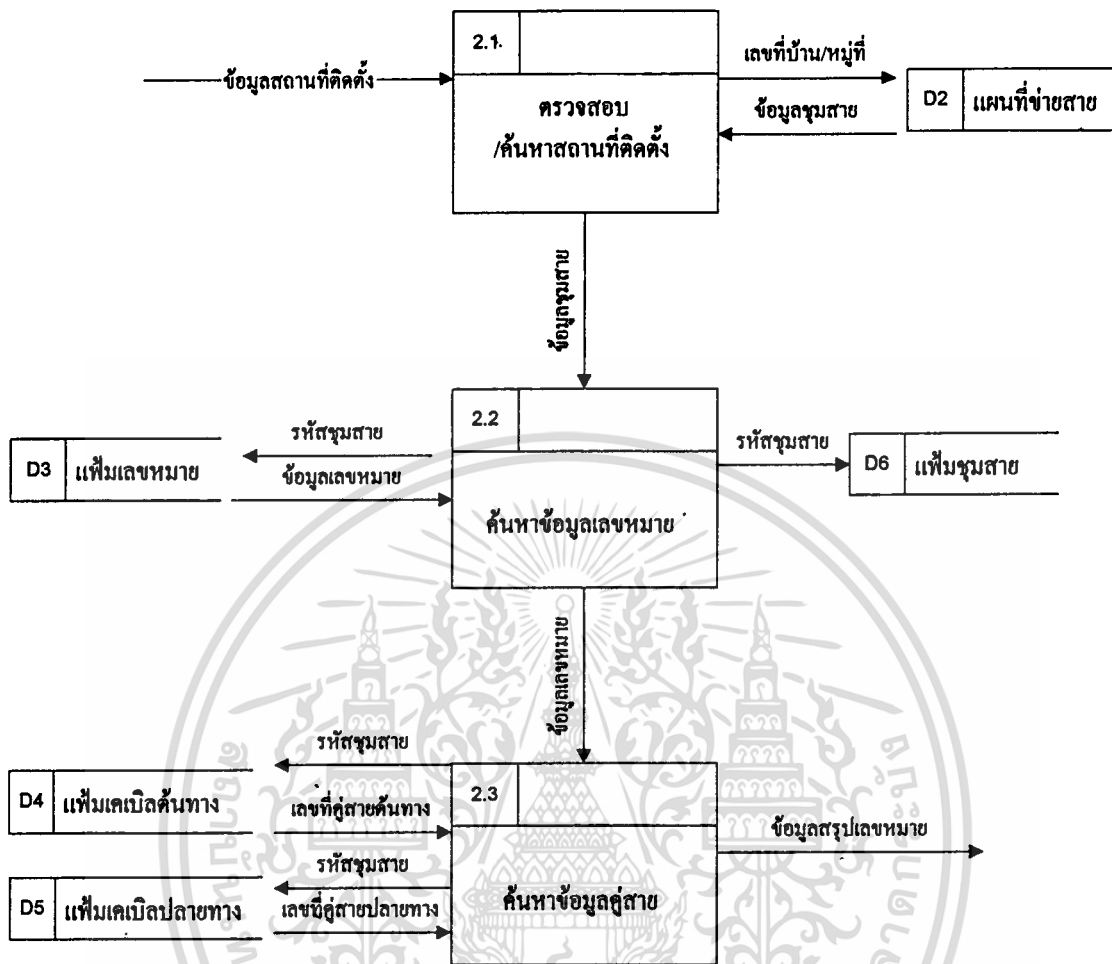 2.1.
ข้อมูลสถานที่ติดตั้ง
เลขที่บ้าน/หมู่ที่
ตรวจสอบ
/ค้นหาสถานที่ติดตั้ง
ข้อมูลชุมสาย
D2 แผนที่ข่ายสาย
ข้อมูลชุมสาย
2.2
D3 แฟ้มเลขหมาย
รหัสชุมสาย
ข้อมูลเลขหมาย
ค้นหาข้อมูลเลขหมาย
รหัสชุมสาย
D6 แฟ้มชุมสาย
ข้อมูลเลขหมาย
2.3
D4 แฟ้มเคเบิลต้นทาง
รหัสชุมสาย
เลขที่คู่สายต้นทาง
D5 แฟ้มเคเบิลปลายทาง
รหัสชุมสาย
เลขที่คู่สายปลายทาง
ค้นหาข้อมูลคู่สาย
ข้อมูลสรุปเลขหมาย